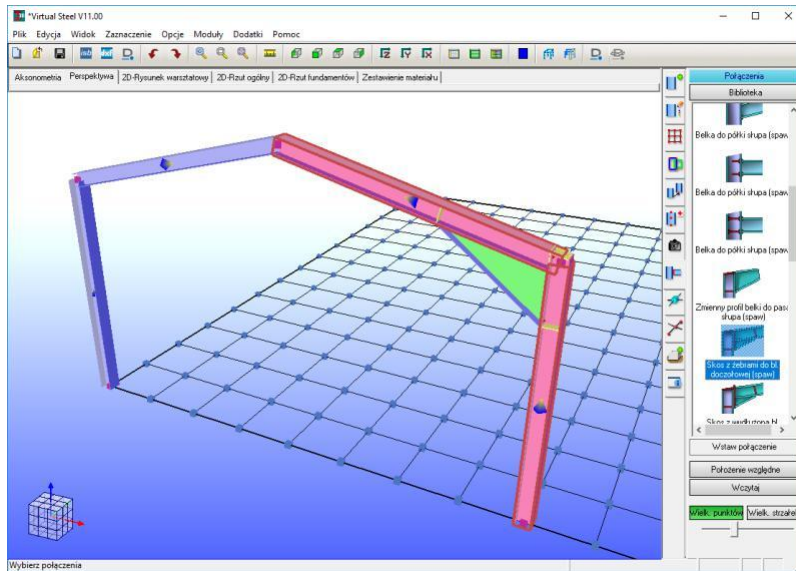 *Virtual Steel V11.00
Plik Edycja Widok Zaznaczenie Opcje Moduły Dodatki Pomoc
Aksonometria Perspektywa 2D-Rysunek warsztatowy 2D-Rzut ogólny 2D-Rzut fundamentów Zestawienie materiału
Połączenia
Biblioteka
Belka do półki słupa (spaw)
Belka do półki słupa (spaw)
Belka do półki słupa (spaw)
Zmienny profil belki do pasa
słupa (spaw)
Skos z żebrami do bl.
doczołowej (spaw)
Skos z wydłużoną bl.
Wstaw połączenie
Położenie względne
Wczytaj
Wielk. punktów Wielk. strzałek
Wybierz połączenia